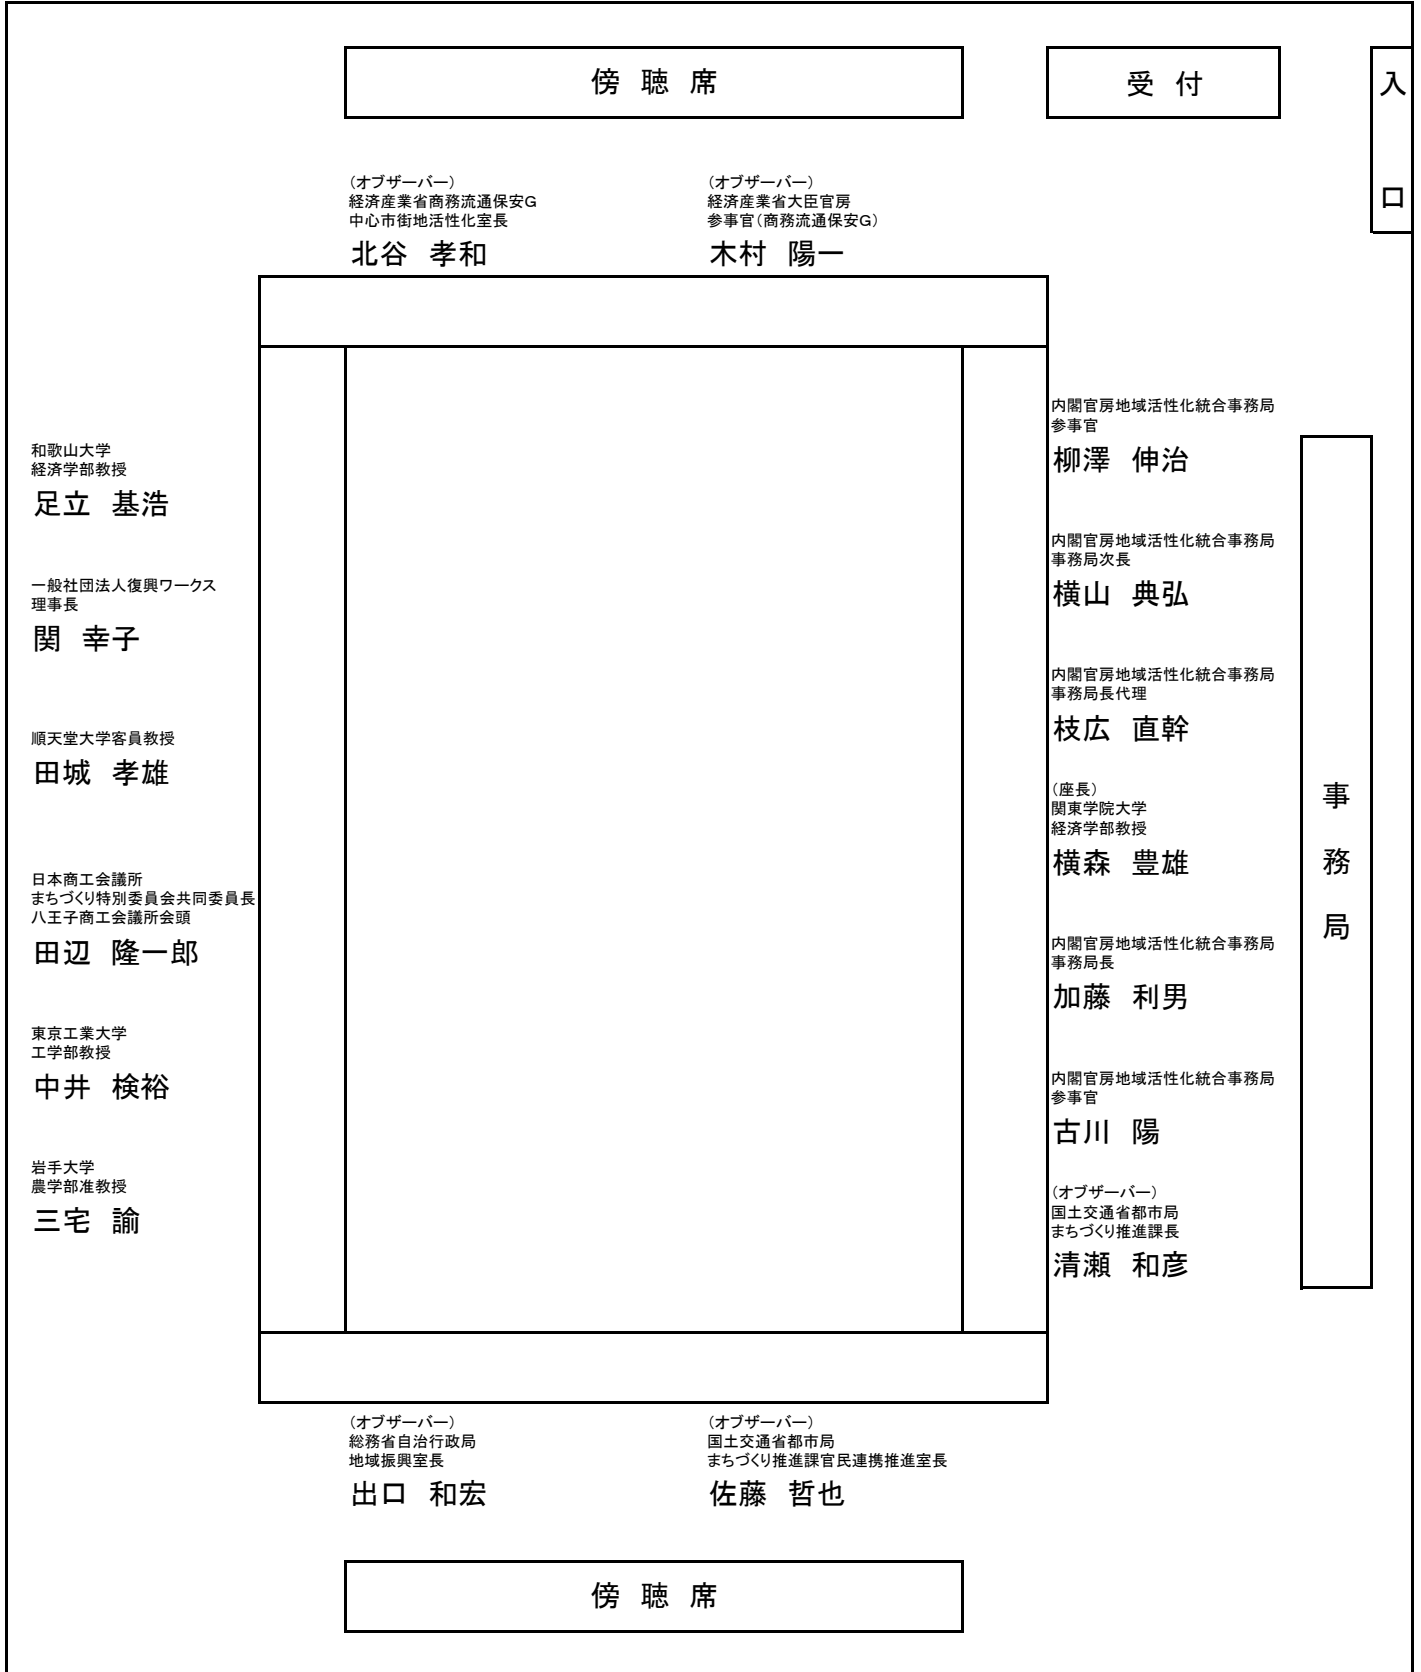 傍 聴 席
受 付
入
口
(オブザーバー)
経済産業省商務流通保安G
中心市街地活性化室長
北谷 孝和
(オブザーバー)
経済産業省大臣官房
参事官(商務流通保安G)
木村 陽一
和歌山大学
経済学部教授
足立 基浩
一般社団法人復興ワークス
理事長
関 幸子
順天堂大学客員教授
田城 孝雄
日本商工会議所
まちづくり特別委員会共同委員長
八王子商工会議所会頭
田辺 隆一郎
東京工業大学
工学部教授
中井 検裕
岩手大学
農学部准教授
三宅 諭
内閣官房地域活性化統合事務局
参事官
柳澤 伸治
内閣官房地域活性化統合事務局
事務局次長
横山 典弘
内閣官房地域活性化統合事務局
事務局長代理
枝広 直幹
(座長)
関東学院大学
経済学部教授
横森 豊雄
内閣官房地域活性化統合事務局
事務局長
加藤 利男
内閣官房地域活性化統合事務局
参事官
古川 陽
(オブザーバー)
国土交通省都市局
まちづくり推進課長
清瀬 和彦
事
務
局
(オブザーバー)
総務省自治行政局
地域振興室長
出口 和宏
(オブザーバー)
国土交通省都市局
まちづくり推進課官民連携推進室長
佐藤 哲也
傍 聴 席